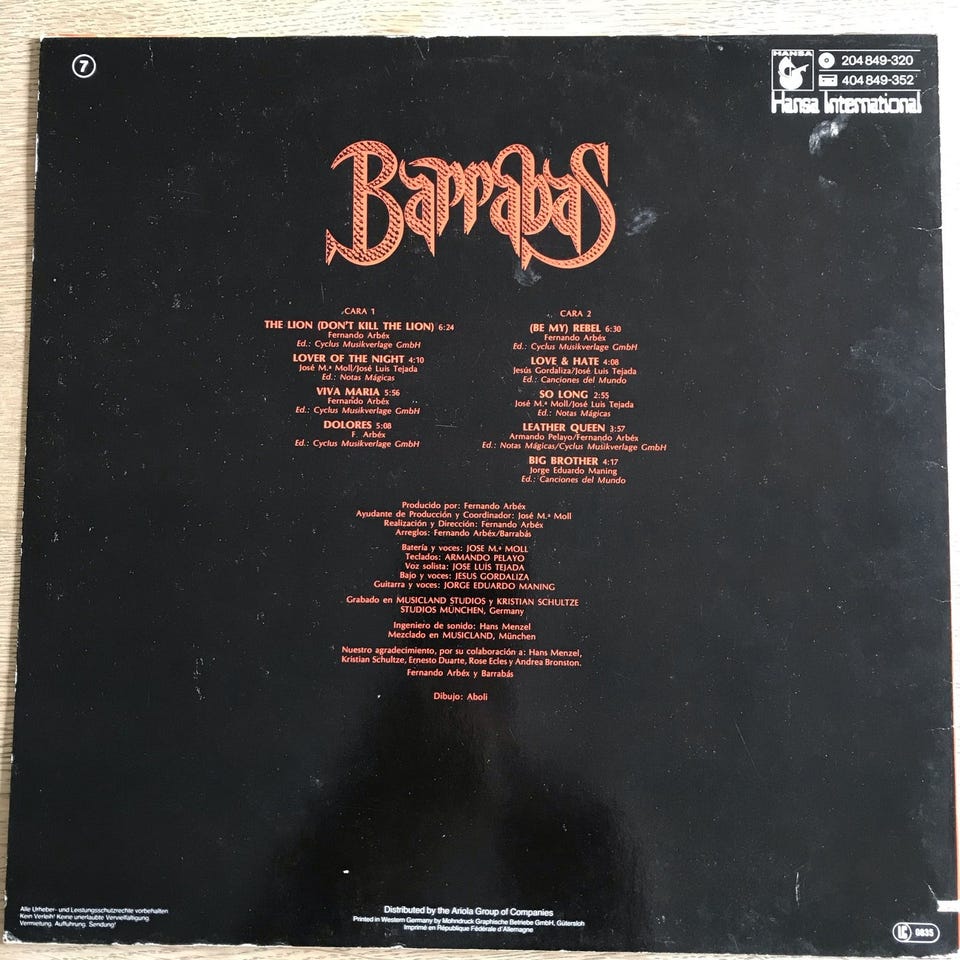 7
HANSA
204 849-320
404 849-352
Hansa International
Barrabás
CARA 1
THE LION (DON'T KILL THE LION) 6:24
Fernando Arbéx
Ed.: Cyclus Musikverlage GmbH
LOVER OF THE NIGHT 4:10
José M.ª Moll/José Luis Tejada
Ed.: Notas Mágicas
VIVA MARIA 5:56
Fernando Arbéx
Ed.: Cyclus Musikverlage GmbH
DOLORES 5:08
F. Arbéx
Ed.: Cyclus Musikverlage GmbH
CARA 2
(BE MY) REBEL 6:30
Fernando Arbéx
Ed.: Cyclus Musikverlage GmbH
LOVE & HATE 4:08
Jesús Gordaliza/José Luis Tejada
Ed.: Canciones del Mundo
SO LONG 2:55
José M.ª Moll/José Luis Tejada
Ed.: Notas Mágicas
LEATHER QUEEN 3:57
Armando Pelayo/Fernando Arbéx
Ed.: Notas Mágicas/Cyclus Musikverlage GmbH
BIG BROTHER 4:17
Jorge Eduardo Maning
Ed.: Canciones del Mundo
Producido por: Fernando Arbéx
Ayudante de Producción y Coordinador: José M.ª Moll
Realización y Dirección: Fernando Arbéx
Arreglos: Fernando Arbéx/Barrabás
Batería y voces: JOSE M.ª MOLL
Teclados: ARMANDO PELAYO
Voz solista: JOSE LUIS TEJADA
Bajo y voces: JESUS GORDALIZA
Guitarra y voces: JORGE EDUARDO MANING
Grabado en MUSICLAND STUDIOS y KRISTIAN SCHULTZE
STUDIOS MÜNCHEN, Germany
Ingeniero de sonido: Hans Menzel
Mezclado en MUSICLAND, München
Nuestro agradecimiento, por su colaboración a: Hans Menzel,
Kristian Schultze, Ernesto Duarte, Rose Ecles y Andrea Bronston.
Fernando Arbéx y Barrabás
Dibujo: Aboli
Alle Urheber- und Leistungsschutzrechte vorbehalten
Kein Verleih! Keine unerlaubte Vervielfältigung,
Vermietung, Aufführung, Sendung!
Distributed by the Ariola Group of Companies
Printed in Western Germany by Mohndruck Graphische Betriebe GmbH, Gütersloh
Imprimé en République Fédérale d'Allemagne
LC 0835